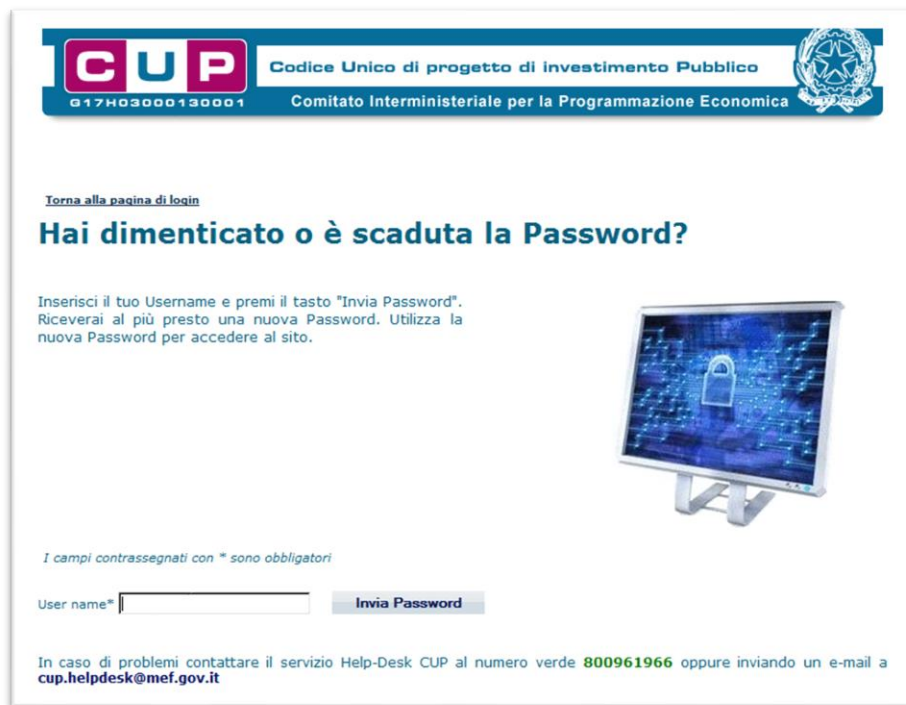 CUP
Codice Unico di progetto di investimento Pubblico
G17H03000130001
Comitato Interministeriale per la Programmazione Economica
Torna alla pagina di login
Hai dimenticato o è scaduta la Password?
Inserisci il tuo Username e premi il tasto "Invia Password".
Riceverai al più presto una nuova Password. Utilizza la
nuova Password per accedere al sito.
I campi contrassegnati con * sono obbligatori
User name* Invia Password
In caso di problemi contattare il servizio Help-Desk CUP al numero verde 800961966 oppure inviando un e-mail a
cup.helpdesk@mef.gov.it